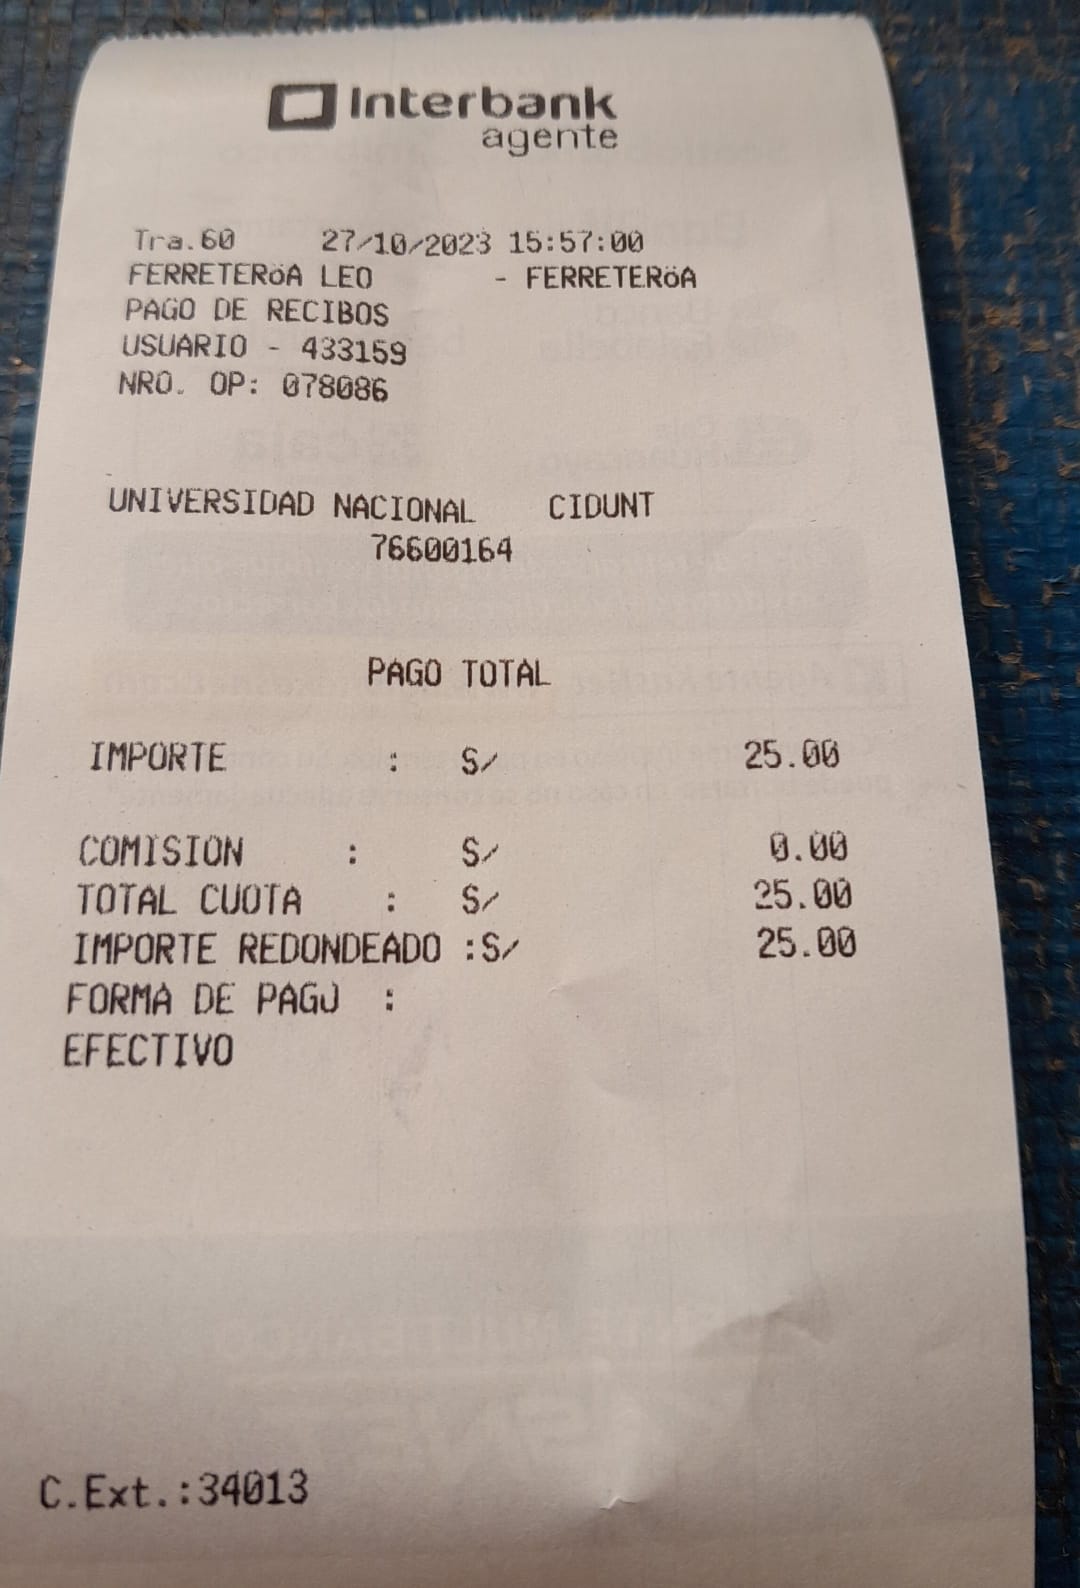 Interbank
agente
Tra.60 27/10/2023 15:57:00
FERRETERöA LEO - FERRETERöA
PAGO DE RECIBOS
USUARIO - 433159
NRO. OP: 078086
UNIVERSIDAD NACIONAL CIDUNT
76600164
PAGO TOTAL
IMPORTE : S/ 25.00
COMISION : S/ 0.00
TOTAL CUOTA : S/ 25.00
IMPORTE REDONDEADO :S/ 25.00
FORMA DE PAGO :
EFECTIVO
C.Ext.:34013